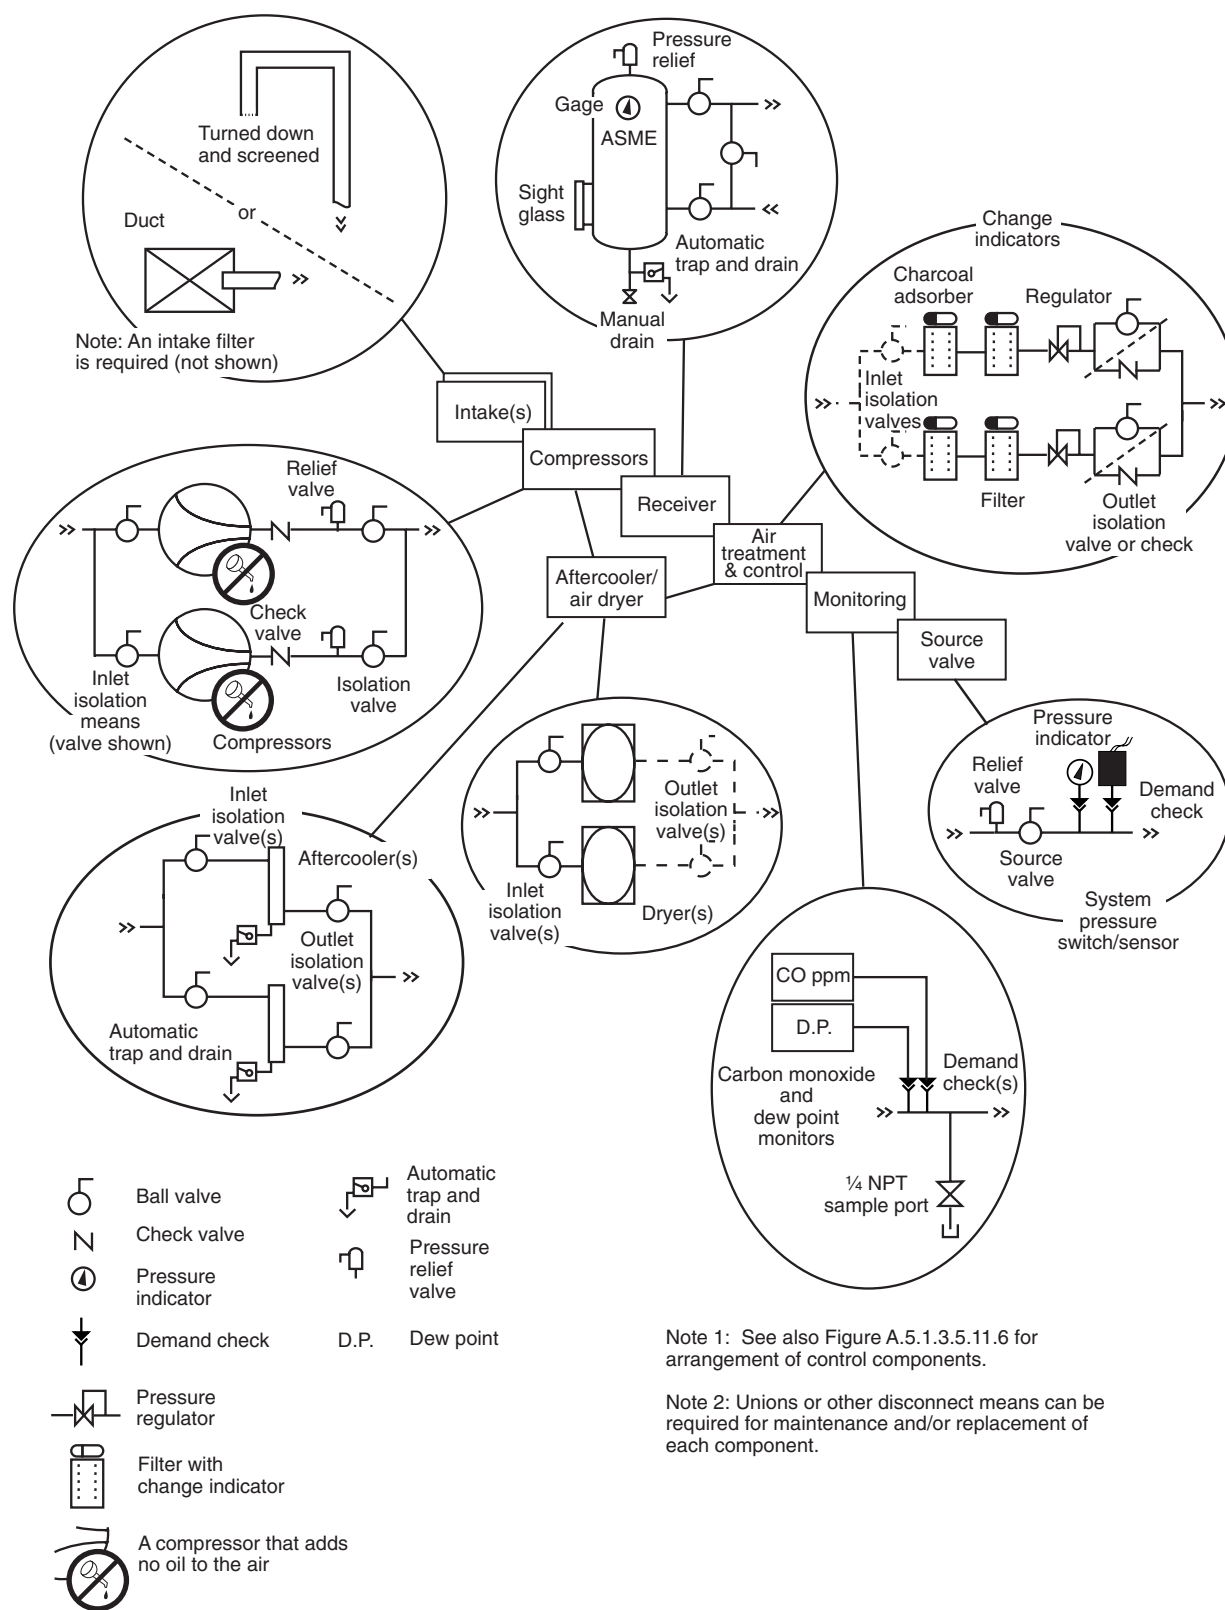 Turned down
and screened
or
Duct
Note: An intake filter
is required (not shown)
Pressure
relief
Gage
ASME
Sight
glass
Automatic
trap and drain
Manual
drain
Change
indicators
Charcoal
adsorber
Regulator
Inlet
isolation
valves
Filter
Outlet
isolation
valve or check
Intake(s)
Compressors
Receiver
Air
treatment
& control
Aftercooler/
air dryer
Monitoring
Source
valve
Relief
valve
Check
valve
Inlet
isolation
means
(valve shown)
Isolation
valve
Compressors
Inlet
isolation
valve(s)
Aftercooler(s)
Outlet
isolation
valve(s)
Automatic
trap and drain
Outlet
isolation
valve(s)
Inlet
isolation
valve(s)
Dryer(s)
Pressure
indicator
Relief
valve
Demand
check
Source
valve
System
pressure
switch/sensor
CO ppm
D.P.
Carbon monoxide
and
dew point
monitors
Demand
check(s)
¼ NPT
sample port
Ball valve
Check valve
Pressure
indicator
Demand check
Pressure
regulator
Filter with
change indicator
A compressor that adds
no oil to the air
Automatic
trap and
drain
Pressure
relief
valve
D.P. Dew point
Note 1: See also Figure A.5.1.3.5.11.6 for
arrangement of control components.
Note 2: Unions or other disconnect means can be
required for maintenance and/or replacement of
each component.